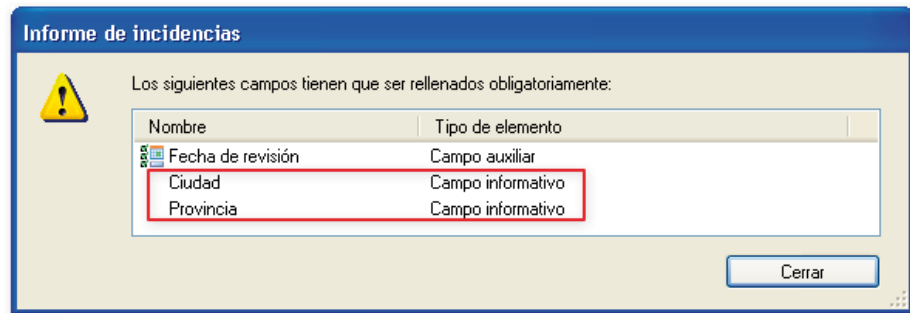 Informe de incidencias
Los siguientes campos tienen que ser rellenados obligatoriamente:
Nombre Tipo de elemento
Fecha de revisión Campo auxiliar
Ciudad Campo informativo
Provincia Campo informativo
Cerrar